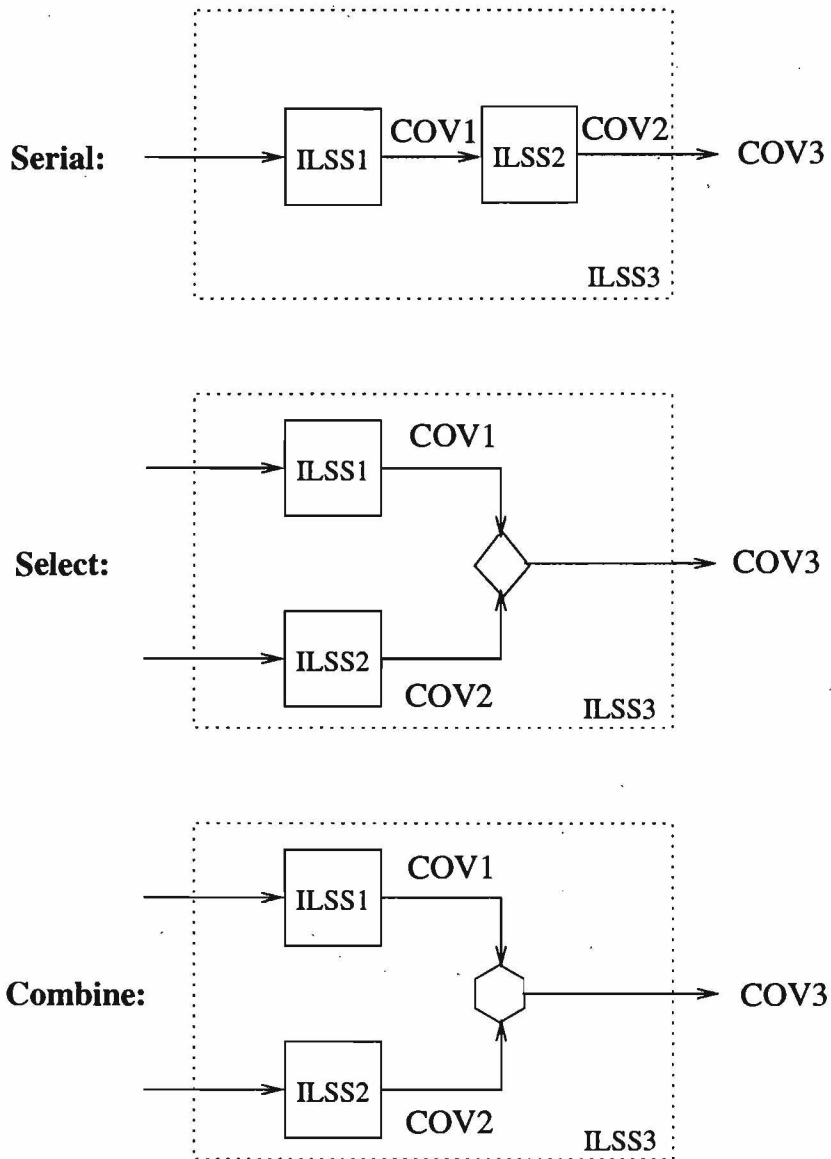 Serial:
ILSS1
COV1
ILSS2
COV2
COV3
ILSS3
Select:
ILSS1
COV1
ILSS2
COV2
COV3
ILSS3
Combine:
ILSS1
COV1
ILSS2
COV2
COV3
ILSS3